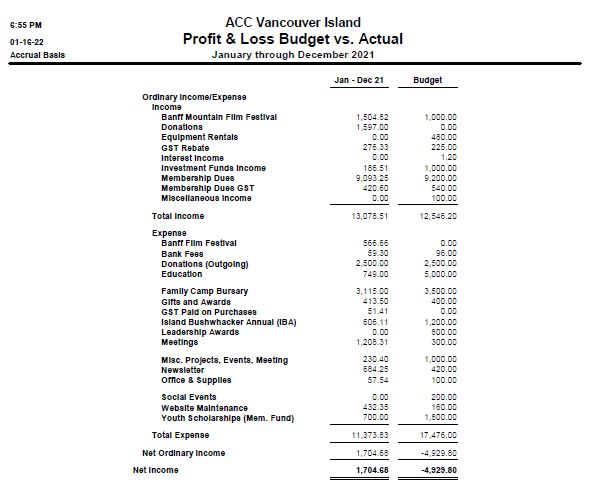 6:55 PM
ACC Vancouver Island
01-16-22
Profit & Loss Budget vs. Actual
Accrual Basis
January through December 2021
Jan - Dec 21 Budget
Ordinary Income/Expense
Income
Banff Mountain Film Festival 1,504.82 1,000.00
Donations 1,597.00 0.00
Equipment Rentals 0.00 480.00
GST Rebate 276.33 225.00
Interest Income 0.00 1.20
Investment Funds Income 186.51 1,000.00
Membership Dues 9,093.25 9,200.00
Membership Dues GST 420.60 540.00
Miscellaneous Income 0.00 100.00
Total Income 13,078.51 12,546.20
Expense
Banff Film Festival 566.66 0.00
Bank Fees 59.30 96.00
Donations (Outgoing) 2,500.00 2,500.00
Education 749.00 5,000.00
Family Camp Bursary 3,115.00 3,500.00
Gifts and Awards 413.50 400.00
GST Paid on Purchases 51.41 0.00
Island Bushwhacker Annual (IBA) 606.11 1,200.00
Leadership Awards 0.00 800.00
Meetings 1,208.31 300.00
Misc. Projects, Events, Meeting 230.40 1,000.00
Newsletter 684.25 420.00
Office & Supplies 57.54 100.00
Social Events 0.00 200.00
Website Maintenance 432.35 160.00
Youth Scholarships (Mem. Fund) 700.00 1,800.00
Total Expense 11,373.83 17,476.00
Net Ordinary Income 1,704.68 -4,929.80
Net Income 1,704.68 -4,929.80